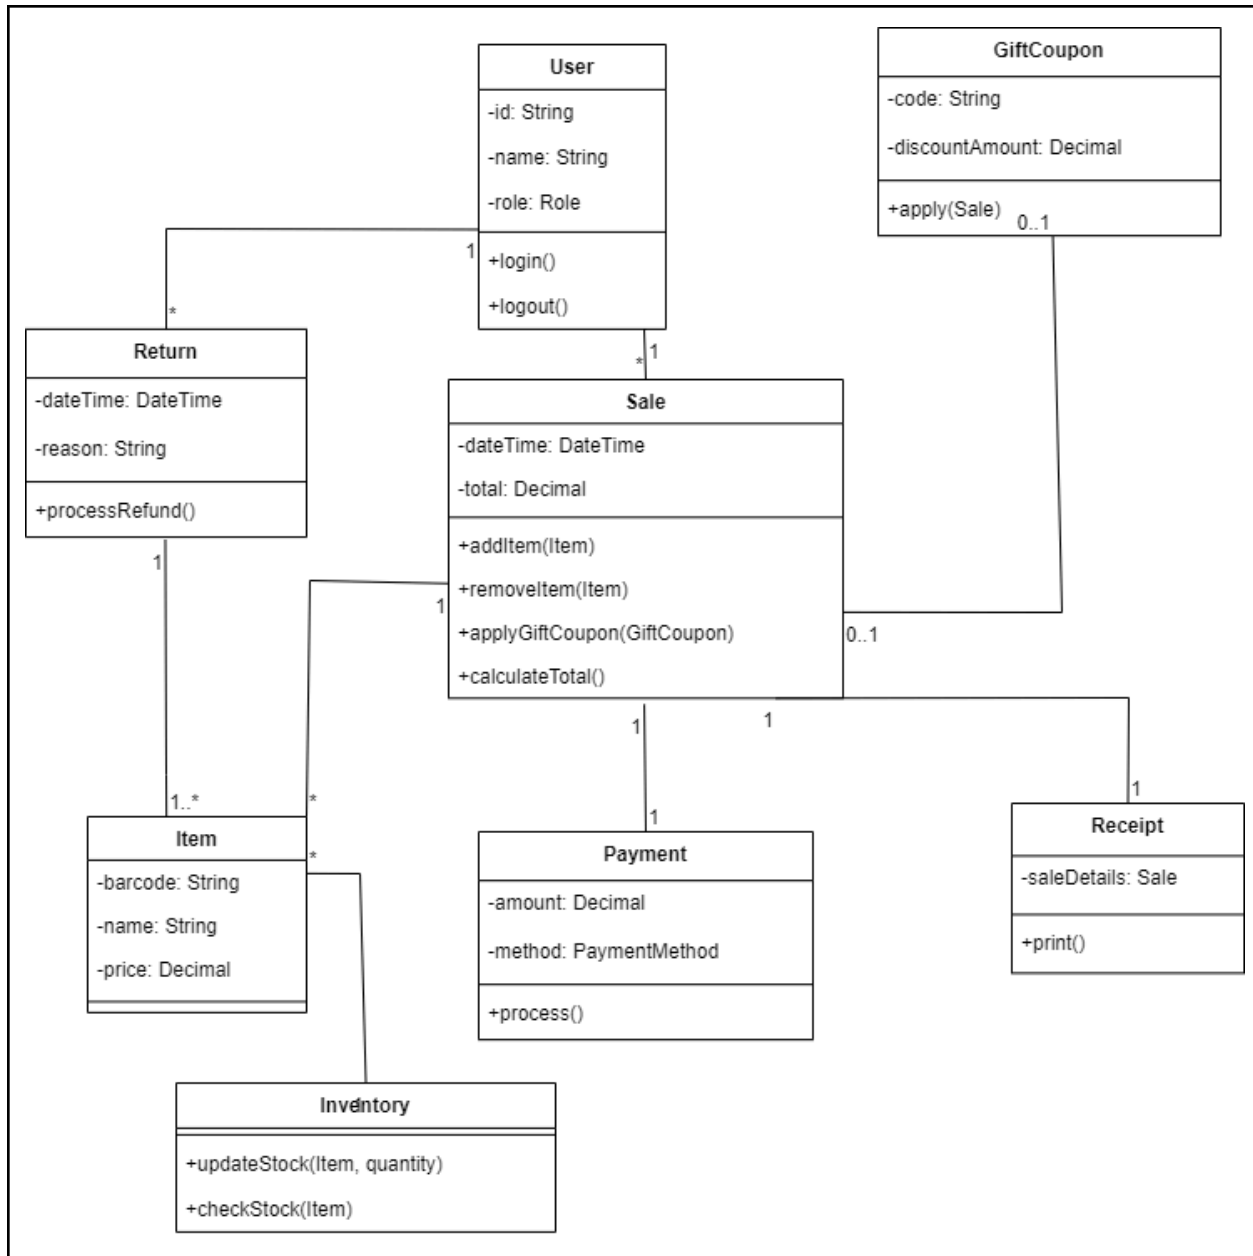 User
-id: String
-name: String
-role: Role
+login()
+logout()
GiftCoupon
-code: String
-discountAmount: Decimal
+apply(Sale)
0..1
1
*
1
*
Return
-dateTime: DateTime
-reason: String
+processRefund()
Sale
-dateTime: DateTime
-total: Decimal
+addItem(Item)
+removeItem(Item)
+applyGiftCoupon(GiftCoupon)
+calculateTotal()
1
1
0..1
1
1
1..*
*
1
1
Item
-barcode: String
-name: String
-price: Decimal
*
Payment
-amount: Decimal
-method: PaymentMethod
+process()
Receipt
-saleDetails: Sale
+print()
Inventory
+updateStock(Item, quantity)
+checkStock(Item)